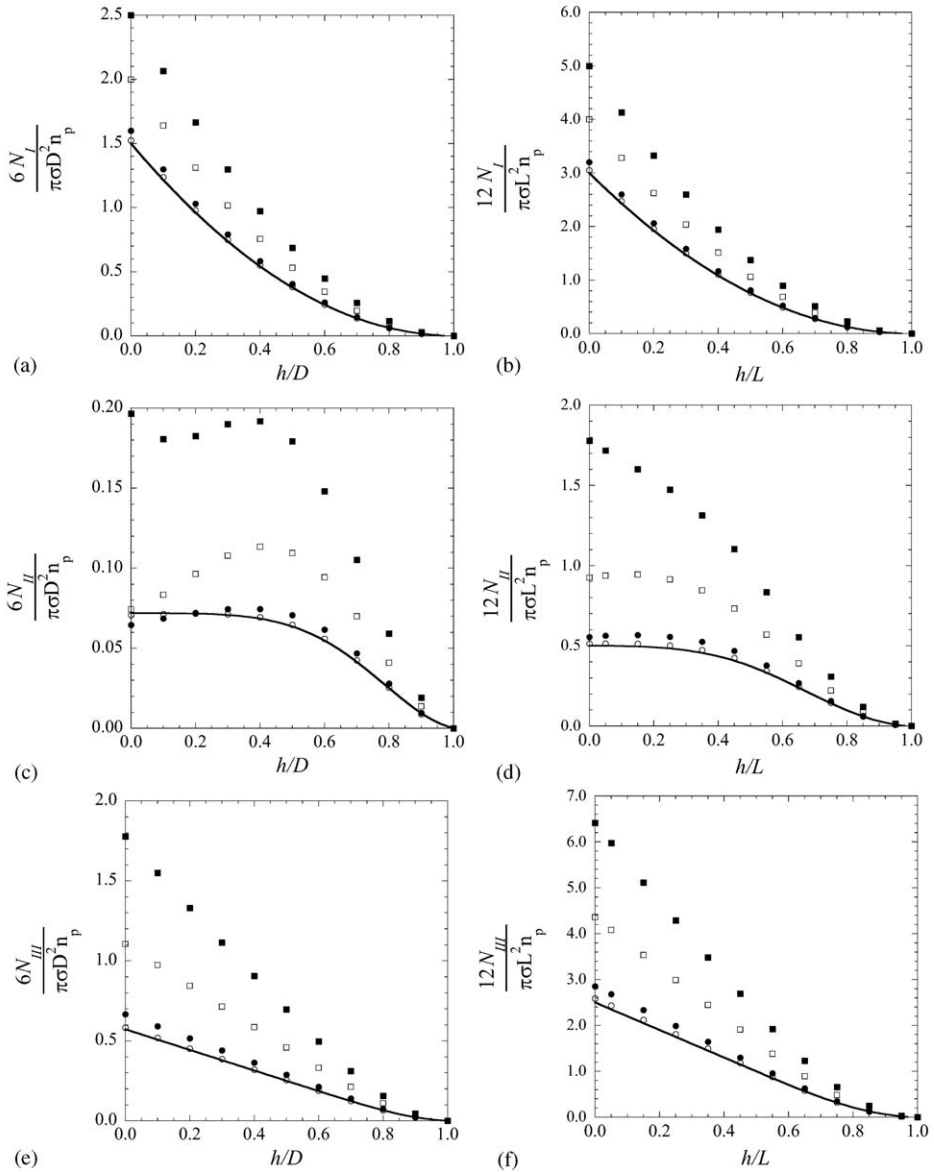 2.5
2.0
1.5
1.0
0.5
0.0
6 N_I
πσD²n_p
0.0 0.2 0.4 0.6 0.8 1.0
(a)
h/D
6.0
5.0
4.0
3.0
2.0
1.0
0.0
12 N_I
πσL²n_p
0.0 0.2 0.4 0.6 0.8 1.0
(b)
h/L
0.20
0.15
0.10
0.05
0.00
6N_II
πσD²n_p
0.0 0.2 0.4 0.6 0.8 1.0
(c)
h/D
2.0
1.5
1.0
0.5
0.0
12N_II
πσL²n_p
0.0 0.2 0.4 0.6 0.8 1.0
(d)
h/L
2.0
1.5
1.0
0.5
0.0
6N_III
πσD²n_p
0.0 0.2 0.4 0.6 0.8 1.0
(e)
h/D
7.0
6.0
5.0
4.0
3.0
2.0
1.0
0.0
12N_III
πσL²n_p
0.0 0.2 0.4 0.6 0.8 1.0
(f)
h/L